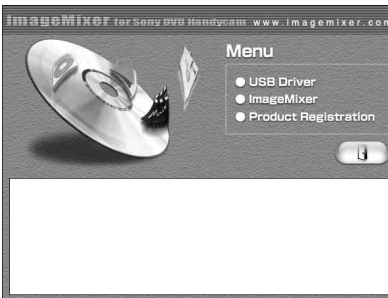 ImageMixer for Sony DVD Handycam www.imagemixer.com
Menu
USB Driver
ImageMixer
Product Registration